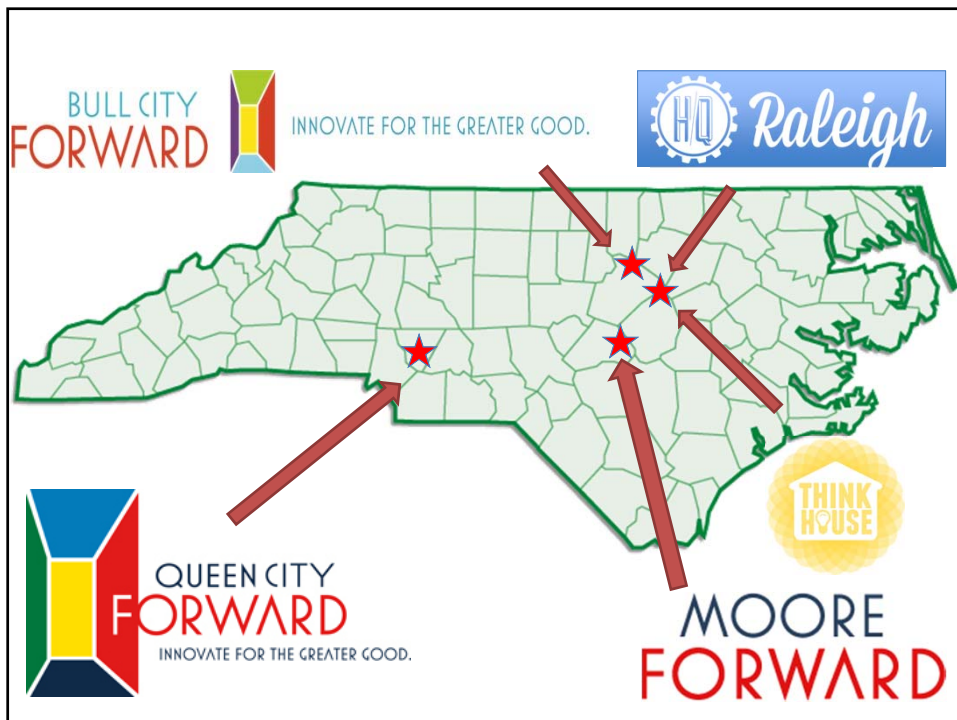 BULL CITY
FORWARD
INNOVATE FOR THE GREATER GOOD.
HQ Raleigh
THINK
HOUSE
QUEEN CITY
FORWARD
INNOVATE FOR THE GREATER GOOD.
MOORE
FORWARD